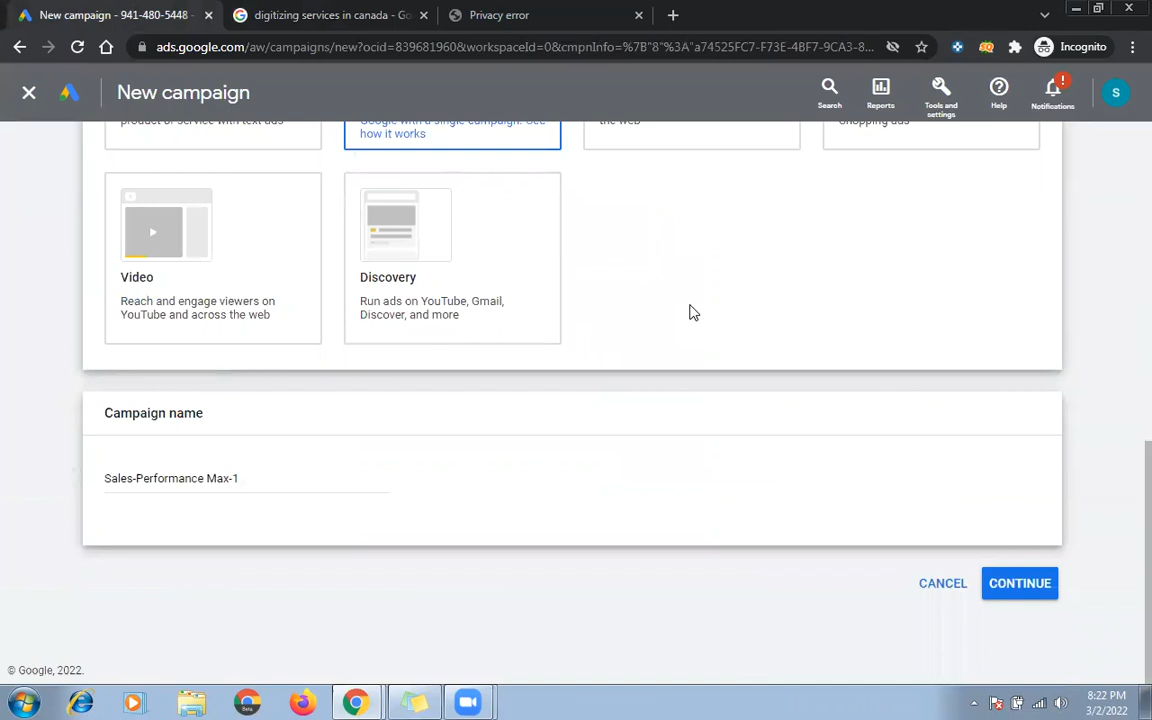 New campaign - 941-480-5448 -
digitizing services in canada - Go
Privacy error
ads.google.com/aw/campaigns/new?ocid=839681960&workspaceId=0&cmpnInfo=%7B"8"%3A"a74525FC7-F73E-4BF7-9CA3-8...
Incognito
New campaign
Search
Reports
Tools and
settings
Help
Notifications
S
product or service with text ads
Google with a single campaign. See
how it works
the web
Shopping ads
Video
Reach and engage viewers on
YouTube and across the web
Discovery
Run ads on YouTube, Gmail,
Discover, and more
Campaign name
Sales-Performance Max-1
CANCEL
CONTINUE
© Google, 2022.
Beta
8:22 PM
3/2/2022